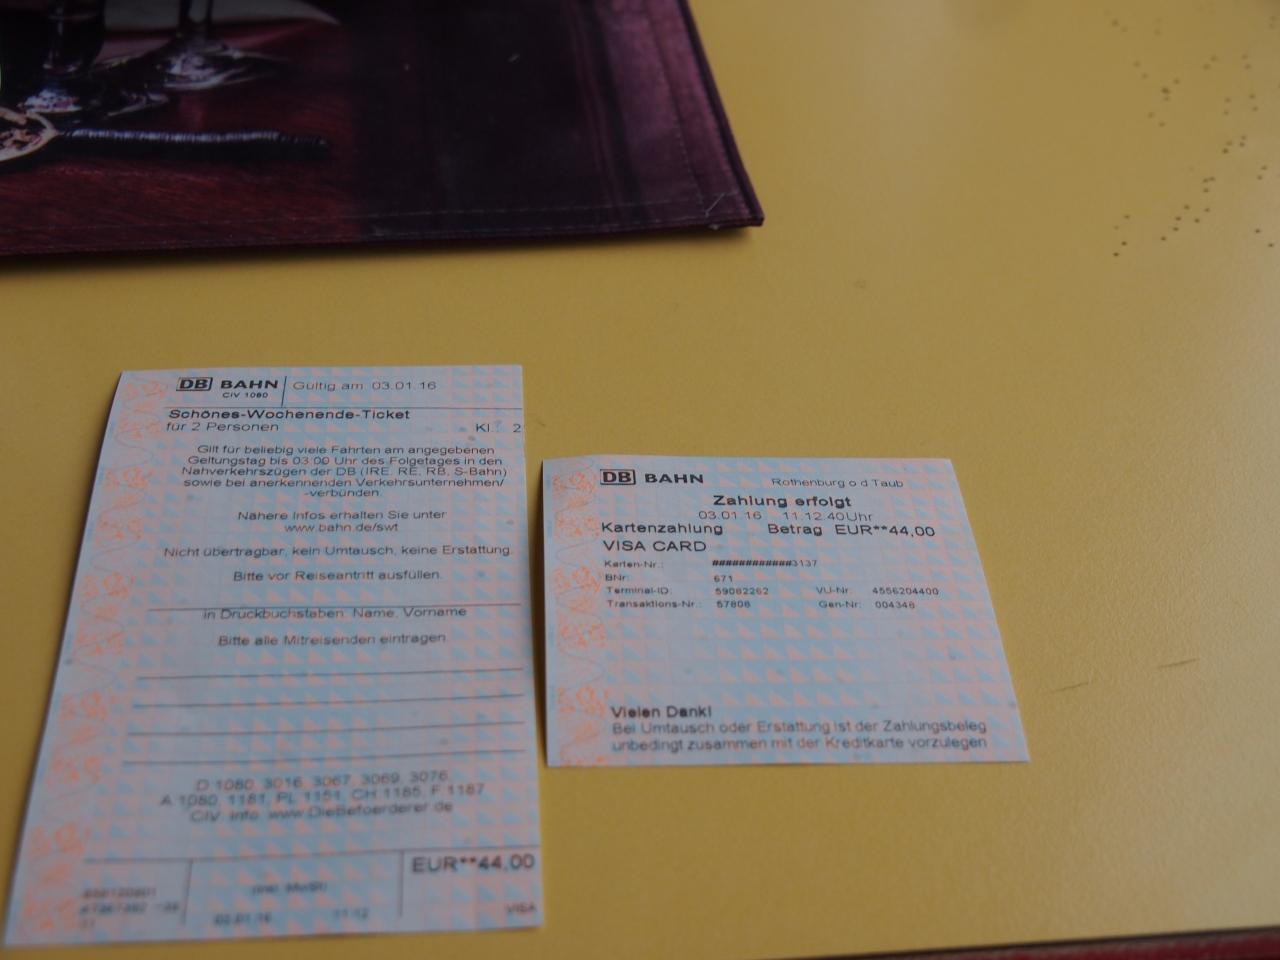 DB BAHN Gültig am 03.01.16
CIV 1080
Schönes-Wochenende-Ticket
für 2 Personen Kl.: 2
Gilt für beliebig viele Fahrten am angegebenen
Geltungstag bis 03:00 Uhr des Folgetages in den
Nahverkehrszügen der DB (IRE, RE, RB, S-Bahn)
sowie bei anerkennenden Verkehrsunternehmen/
-verbünden.
Nähere Infos erhalten Sie unter
www.bahn.de/swt
Nicht übertragbar, kein Umtausch, keine Erstattung.
Bitte vor Reiseantritt ausfüllen.
in Druckbuchstaben: Name, Vorname
Bitte alle Mitreisenden eintragen.
D 1080, 3016, 3067, 3069, 3076,
A 1080, 1181, PL 1151, CH 1185, F 1187
CIV. Info: www.DieBefoerderer.de
EUR**44,00
(inkl. MwSt)
03.01.16 11:12 VISA
DB BAHN Rothenburg o d Taub
Zahlung erfolgt
03.01.16 11:12:40Uhr
Kartenzahlung Betrag EUR**44,00
VISA CARD
Karten-Nr.: ############3137
BNr: 671
Terminal-ID: 59082262 VU-Nr: 4556204400
Transaktions-Nr.: 57808 Gen-Nr: 004348
Vielen Dank!
Bei Umtausch oder Erstattung ist der Zahlungsbeleg
unbedingt zusammen mit der Kreditkarte vorzulegen